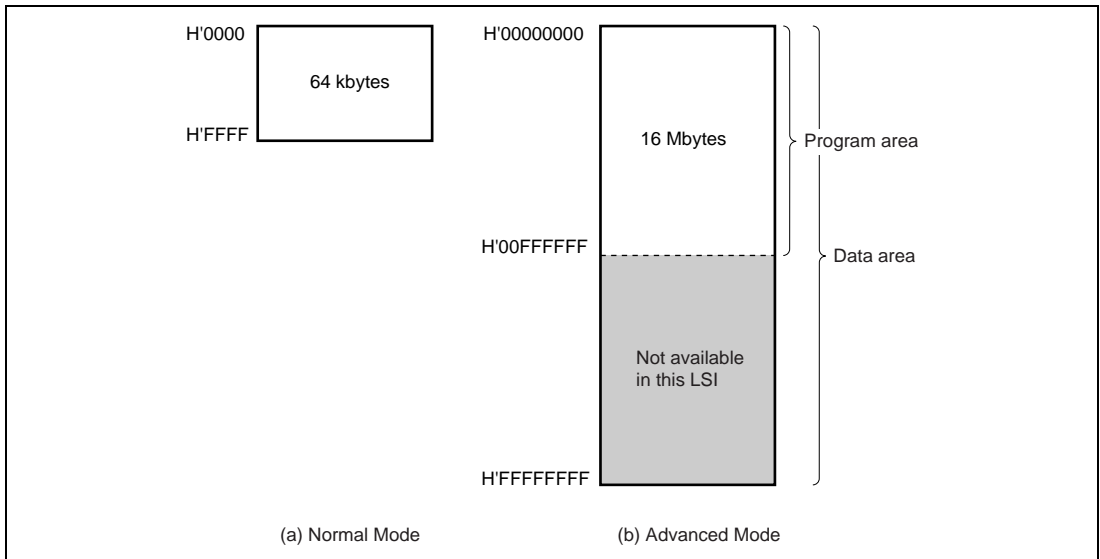 H'0000
64 kbytes
H'FFFF
(a) Normal Mode
H'00000000
16 Mbytes
Program area
H'00FFFFFF
Data area
Not available
in this LSI
H'FFFFFFFF
(b) Advanced Mode